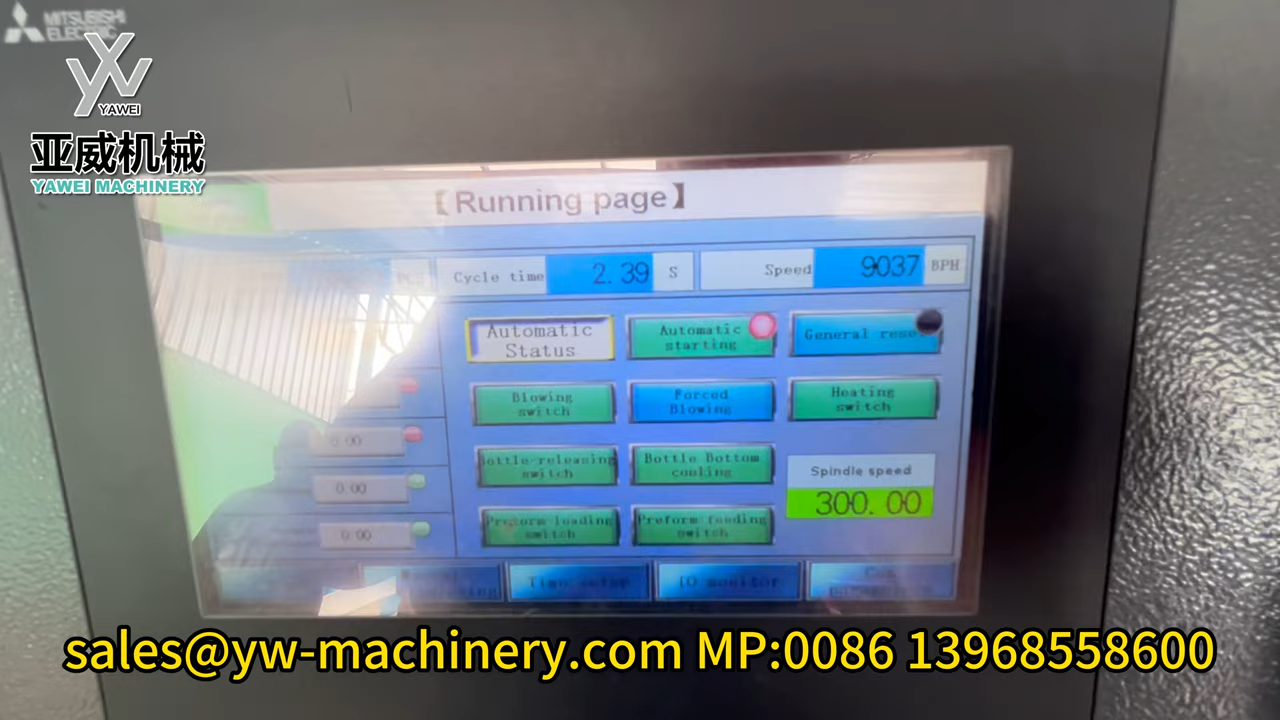 MITSUBISHI
ELECTRIC
YAWEI
亚威机械
YAWEI MACHINERY
【Running page】
Cycle time 2.39 S
Speed 9037 BPH
Automatic
Status
Automatic
starting
General
Blowing
switch
Forced
Blowing
Heating
switch
Bottle-releasing
switch
Bottle Bottom
cooling
Spindle speed
300.00
Preform loading
switch
Preform feeding
switch
0.00
0.00
0.00
Time setup
IO monitor
sales@yw-machinery.com MP:0086 13968558600